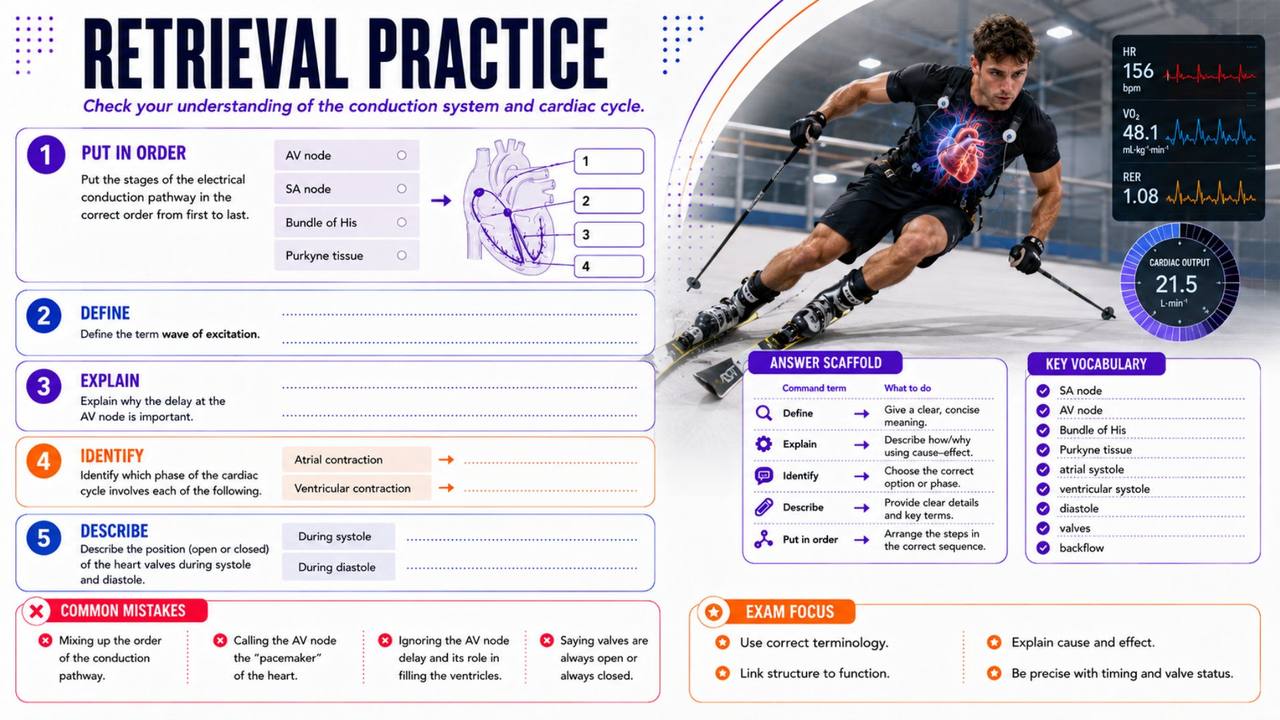 RETRIEVAL PRACTICE
Check your understanding of the conduction system and cardiac cycle.
1
PUT IN ORDER
Put the stages of the electrical
conduction pathway in the
correct order from first to last.
AV node
SA node
Bundle of His
Purkyne tissue
1
2
3
4
2
DEFINE
Define the term wave of excitation.
3
EXPLAIN
Explain why the delay at the
AV node is important.
4
IDENTIFY
Identify which phase of the cardiac
cycle involves each of the following.
Atrial contraction
Ventricular contraction
5
DESCRIBE
Describe the position (open or closed)
of the heart valves during systole
and diastole.
During systole
During diastole
COMMON MISTAKES
Mixing up the order
of the conduction
pathway.
Calling the AV node
the “pacemaker”
of the heart.
Ignoring the AV node
delay and its role in
filling the ventricles.
Saying valves are
always open or
always closed.
HR
156
bpm
VO₂
48.1
mL·kg⁻¹·min⁻¹
RER
1.08
CARDIAC OUTPUT
21.5
L·min⁻¹
ANSWER SCAFFOLD
Command term What to do
Define Give a clear, concise
meaning.
Explain Describe how/why
using cause–effect.
Identify Choose the correct
option or phase.
Describe Provide clear details
and key terms.
Put in order Arrange the steps in
the correct sequence.
KEY VOCABULARY
SA node
AV node
Bundle of His
Purkyne tissue
atrial systole
ventricular systole
diastole
valves
backflow
EXAM FOCUS
Use correct terminology.
Link structure to function.
Explain cause and effect.
Be precise with timing and valve status.